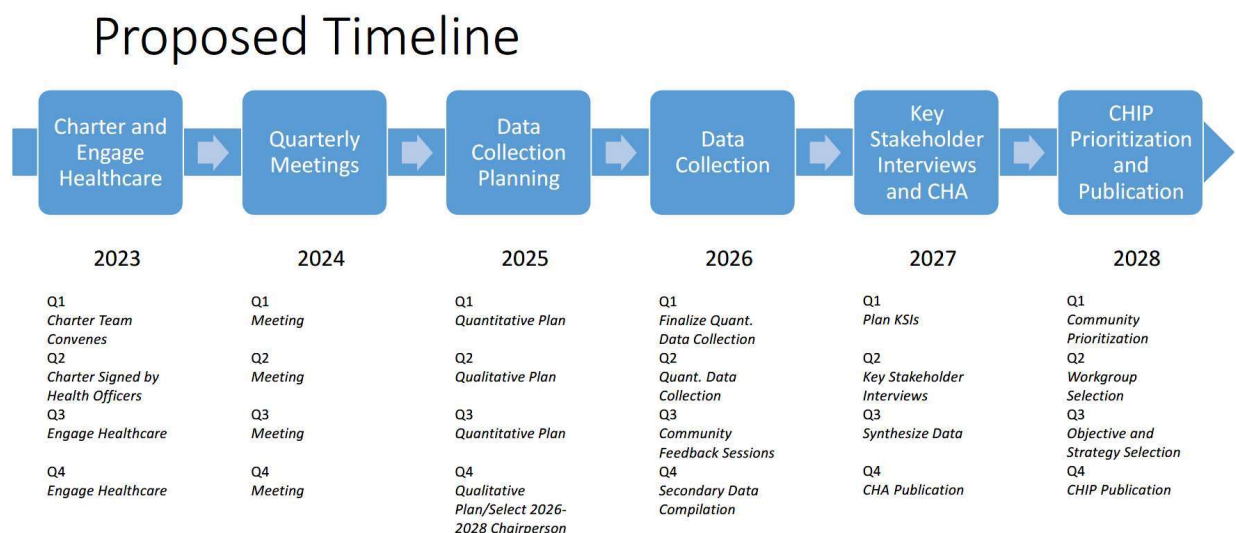 Proposed Timeline
Charter and
Engage
Healthcare
Quarterly
Meetings
Data
Collection
Planning
Data
Collection
Key
Stakeholder
Interviews
and CHA
CHIP
Prioritization
and
Publication
2023
Q1
Charter Team
Convenes
Q2
Charter Signed by
Health Officers
Q3
Engage Healthcare
Q4
Engage Healthcare
2024
Q1
Meeting
Q2
Meeting
Q3
Meeting
Q4
Meeting
2025
Q1
Quantitative Plan
Q2
Qualitative Plan
Q3
Quantitative Plan
Q4
Qualitative
Plan/Select 2026-
2028 Chairperson
2026
Q1
Finalize Quant.
Data Collection
Q2
Quant. Data
Collection
Q3
Community
Feedback Sessions
Q4
Secondary Data
Compilation
2027
Q1
Plan KSIs
Q2
Key Stakeholder
Interviews
Q3
Synthesize Data
Q4
CHA Publication
2028
Q1
Community
Prioritization
Q2
Workgroup
Selection
Q3
Objective and
Strategy Selection
Q4
CHIP Publication